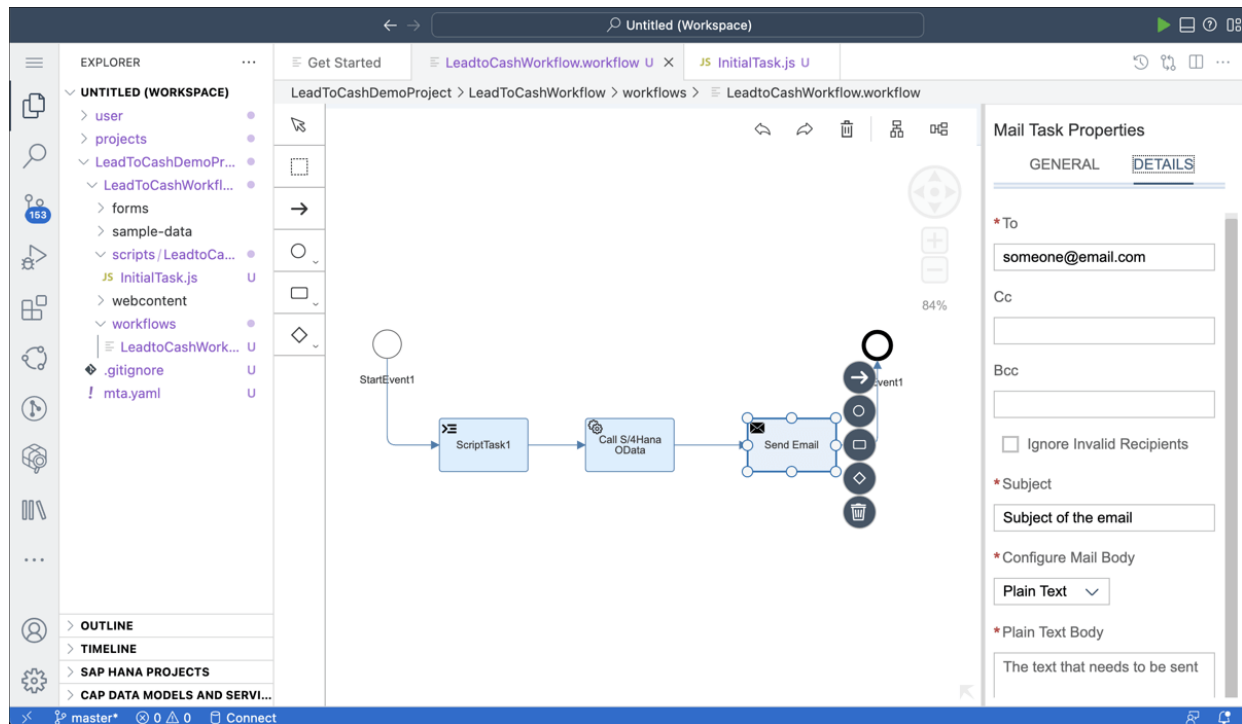 Untitled (Workspace)
EXPLORER
Get Started
LeadtoCashWorkflow.workflow U
JS InitialTask.js U
UNTITLED (WORKSPACE)
user
projects
LeadToCashDemoPr...
LeadToCashWorkfl...
forms
sample-data
scripts/LeadtoCa...
JS InitialTask.js U
webcontent
workflows
LeadtoCashWork... U
.gitignore U
! mta.yaml U
OUTLINE
TIMELINE
SAP HANA PROJECTS
CAP DATA MODELS AND SERVI...
153
LeadToCashDemoProject > LeadToCashWorkflow > workflows > LeadtoCashWorkflow.workflow
84%
StartEvent1
vent1
ScriptTask1
Call S/4Hana
OData
Send Email
Mail Task Properties
GENERAL DETAILS
*To
someone@email.com
Cc
Bcc
Ignore Invalid Recipients
*Subject
Subject of the email
*Configure Mail Body
Plain Text
*Plain Text Body
The text that needs to be sent
master* 0 0 Connect